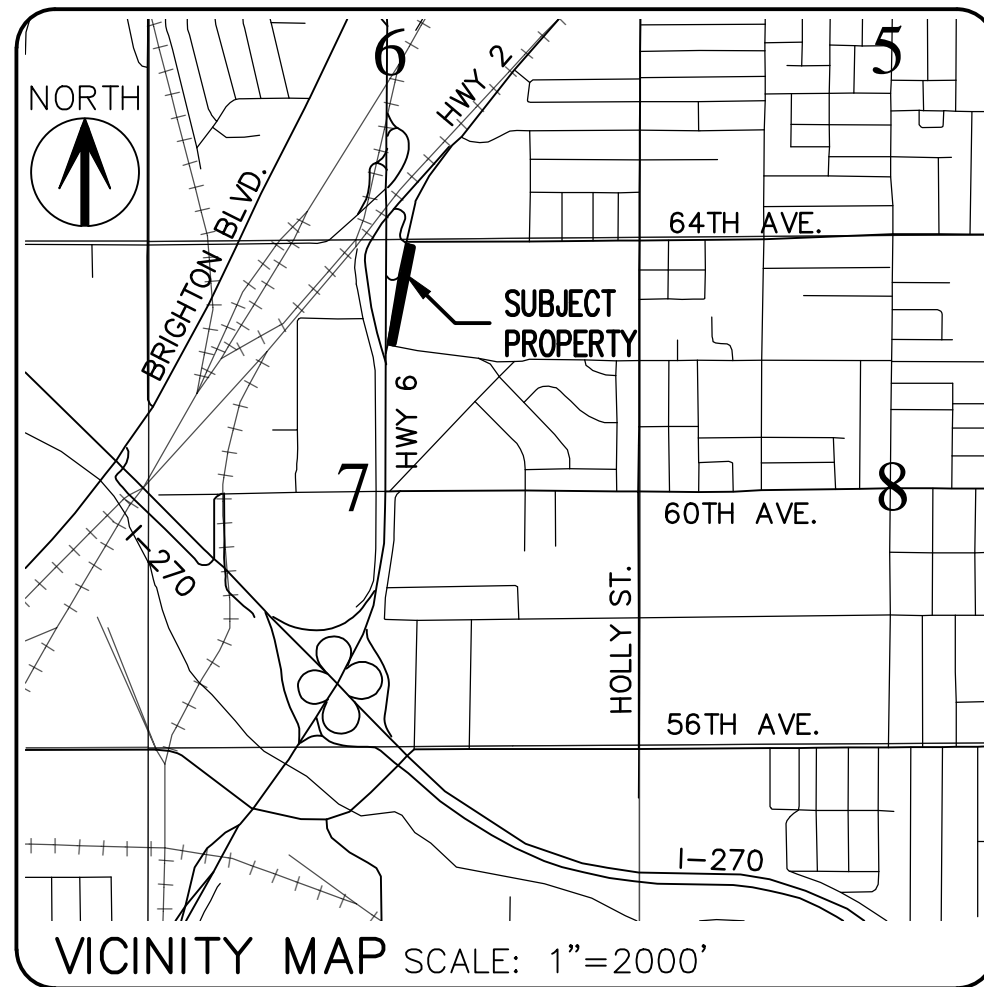 6
5
HWY 2
NORTH
BRIGHTON BLVD.
64TH AVE.
SUBJECT
PROPERTY
HWY 6
7
8
60TH AVE.
I-270
HOLLY ST.
56TH AVE.
I-270
VICINITY MAP SCALE: 1"=2000'